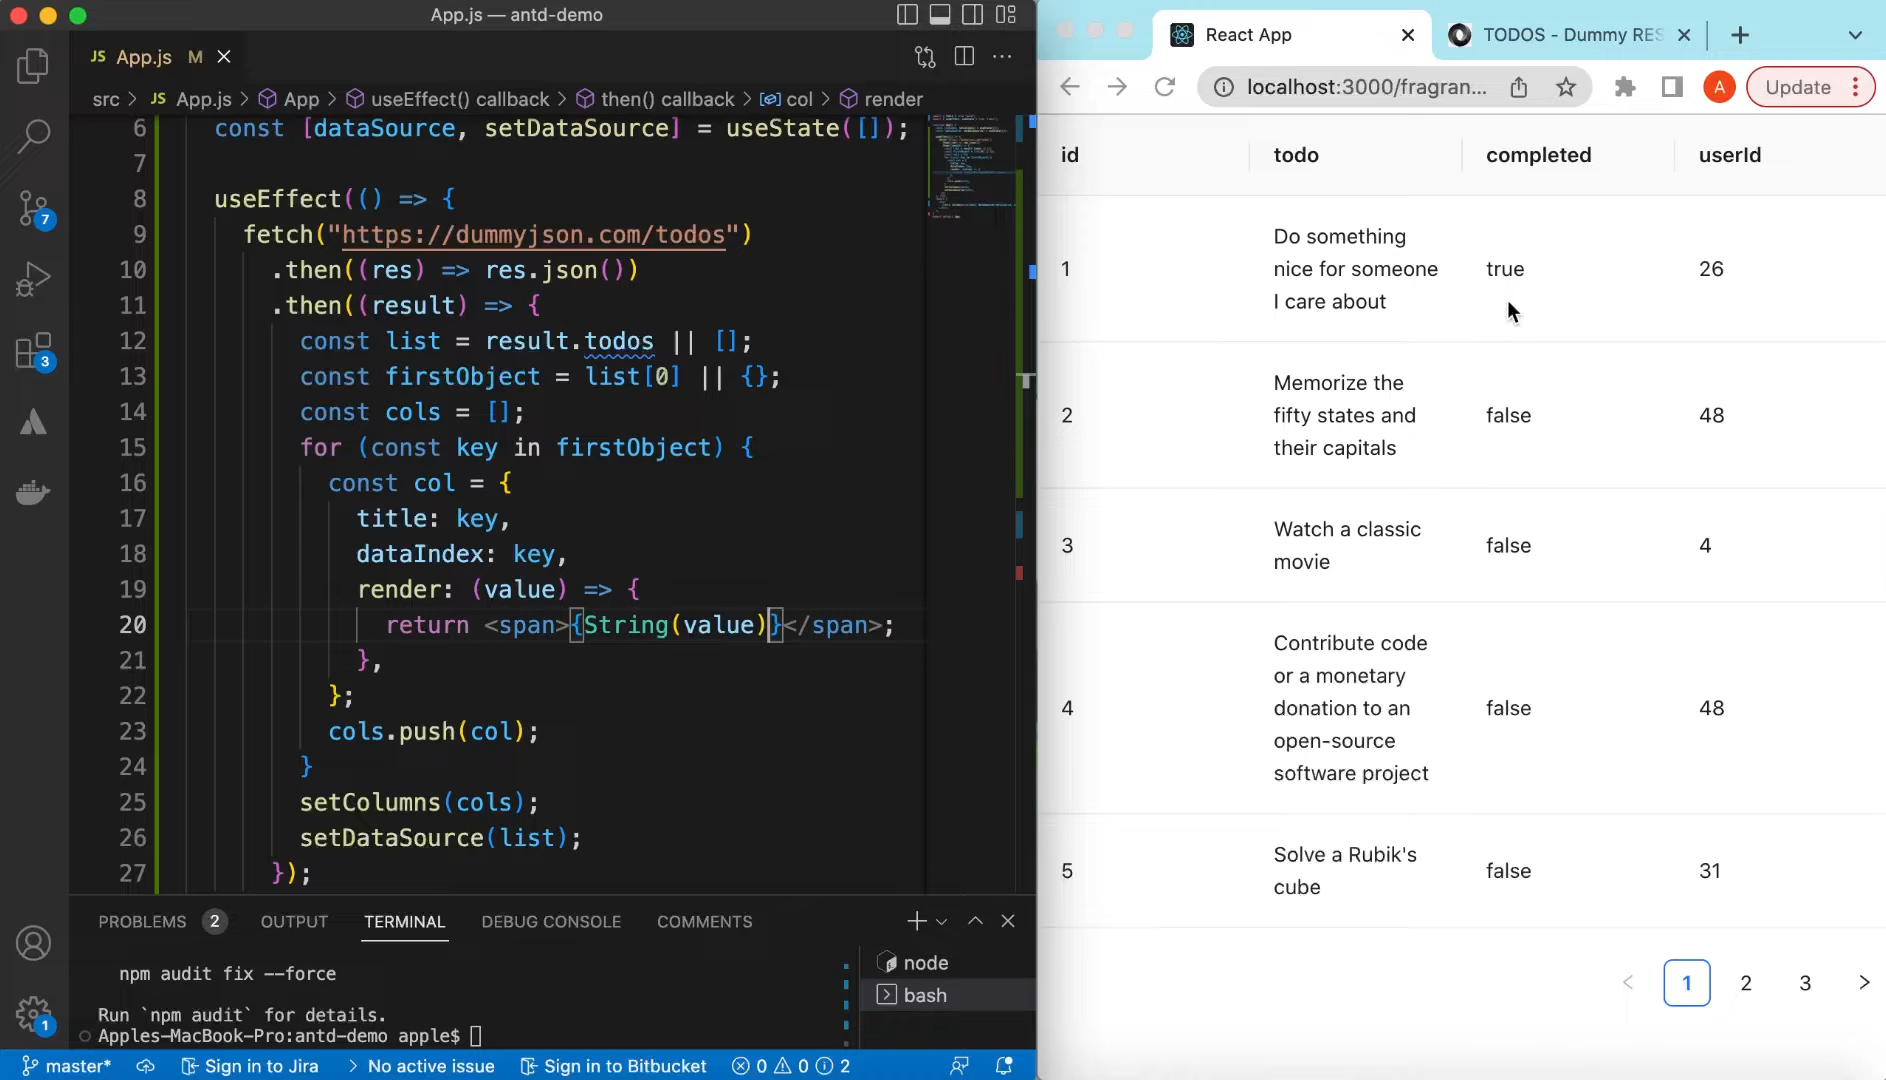 App.js — antd-demo
JS App.js M
src > JS App.js > App > useEffect() callback > then() callback > col > render
6 const [dataSource, setDataSource] = useState([]);
7
8 useEffect(() => {
9 fetch("https://dummyjson.com/todos")
10 .then((res) => res.json())
11 .then((result) => {
12 const list = result.todos || [];
13 const firstObject = list[0] || {};
14 const cols = [];
15 for (const key in firstObject) {
16 const col = {
17 title: key,
18 dataIndex: key,
19 render: (value) => {
20 return <span>{String(value)}</span>;
21 },
22 };
23 cols.push(col);
24 }
25 setColumns(cols);
26 setDataSource(list);
27 });
7
3
1
PROBLEMS 2 OUTPUT TERMINAL DEBUG CONSOLE COMMENTS
npm audit fix --force
Run `npm audit` for details.
Apples-MacBook-Pro:antd-demo apple$
node
bash
master* Sign in to Jira > No active issue Sign in to Bitbucket 0 0 2
React App
TODOS - Dummy RES
localhost:3000/fragran...
A
Update
id todo completed userId
1 Do something nice for someone I care about true 26
2 Memorize the fifty states and their capitals false 48
3 Watch a classic movie false 4
4 Contribute code or a monetary donation to an open-source software project false 48
5 Solve a Rubik's cube false 31
< 1 2 3 >